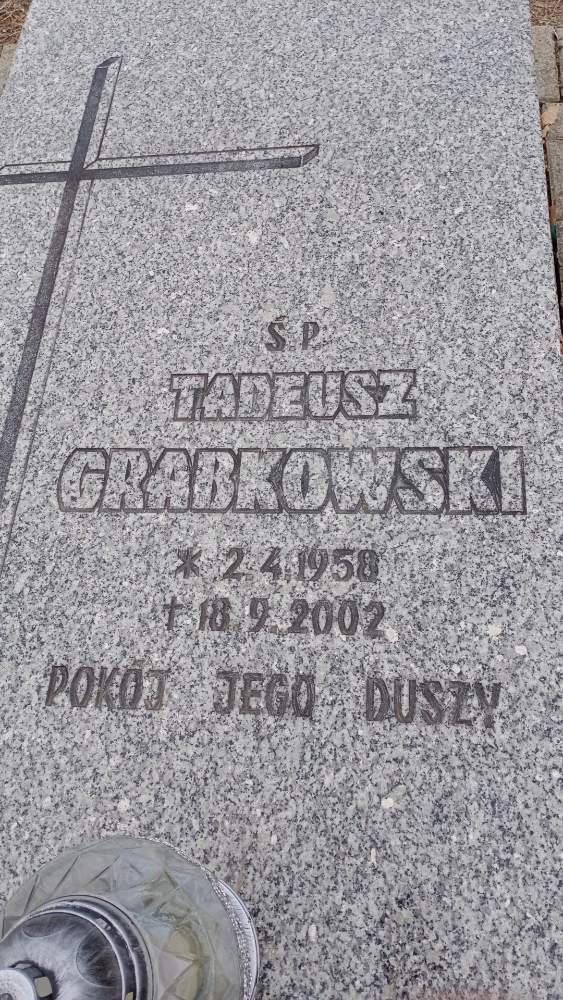 Ś P
TADEUSZ
GRABKOWSKI
* 2.4.1958
† 18 9.2002
POKÓJ JEGO DUSZY